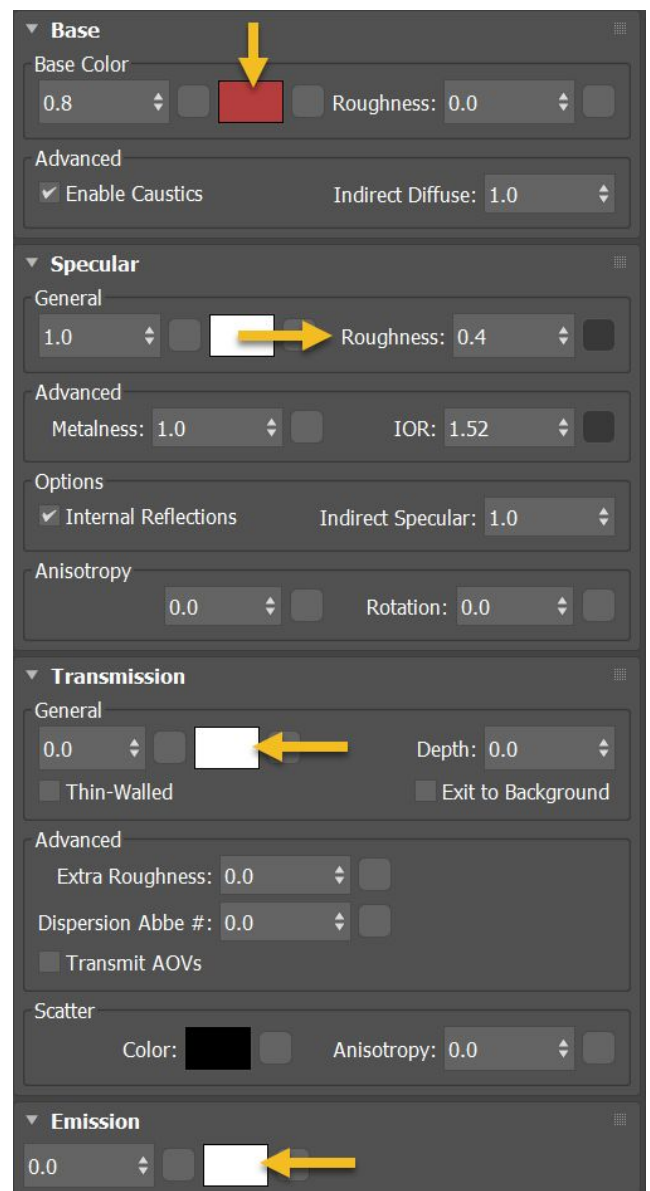 Base
Base Color
0.8 Roughness: 0.0
Advanced
Enable Caustics Indirect Diffuse: 1.0
Specular
General
1.0 Roughness: 0.4
Advanced
Metalness: 1.0 IOR: 1.52
Options
Internal Reflections Indirect Specular: 1.0
Anisotropy
0.0 Rotation: 0.0
Transmission
General
0.0 Depth: 0.0
Thin-Walled Exit to Background
Advanced
Extra Roughness: 0.0
Dispersion Abbe #: 0.0
Transmit AOVs
Scatter
Color: Anisotropy: 0.0
Emission
0.0